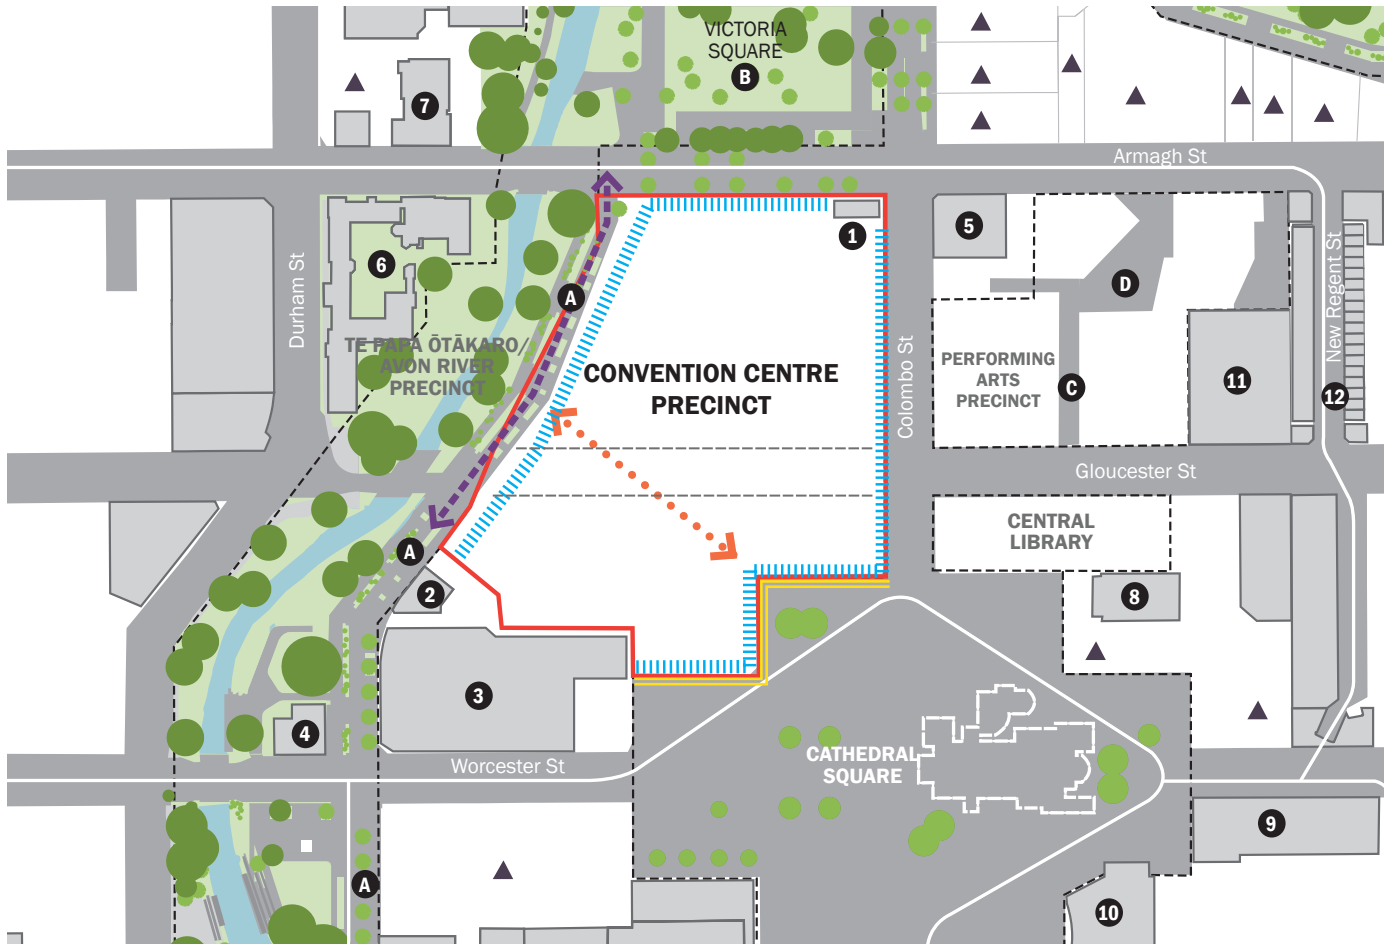 VICTORIA
SQUARE
B
7
Armagh St
1
5
6
D
A
Durham St
New Regent St
TE PAPA ŌTĀKARO/
AVON RIVER
PRECINCT
CONVENTION CENTRE
PRECINCT
Colombo St
PERFORMING
ARTS
PRECINCT
C
11
12
Gloucester St
CENTRAL
LIBRARY
A
2
8
3
4
Worcester St
CATHEDRAL
SQUARE
9
A
10